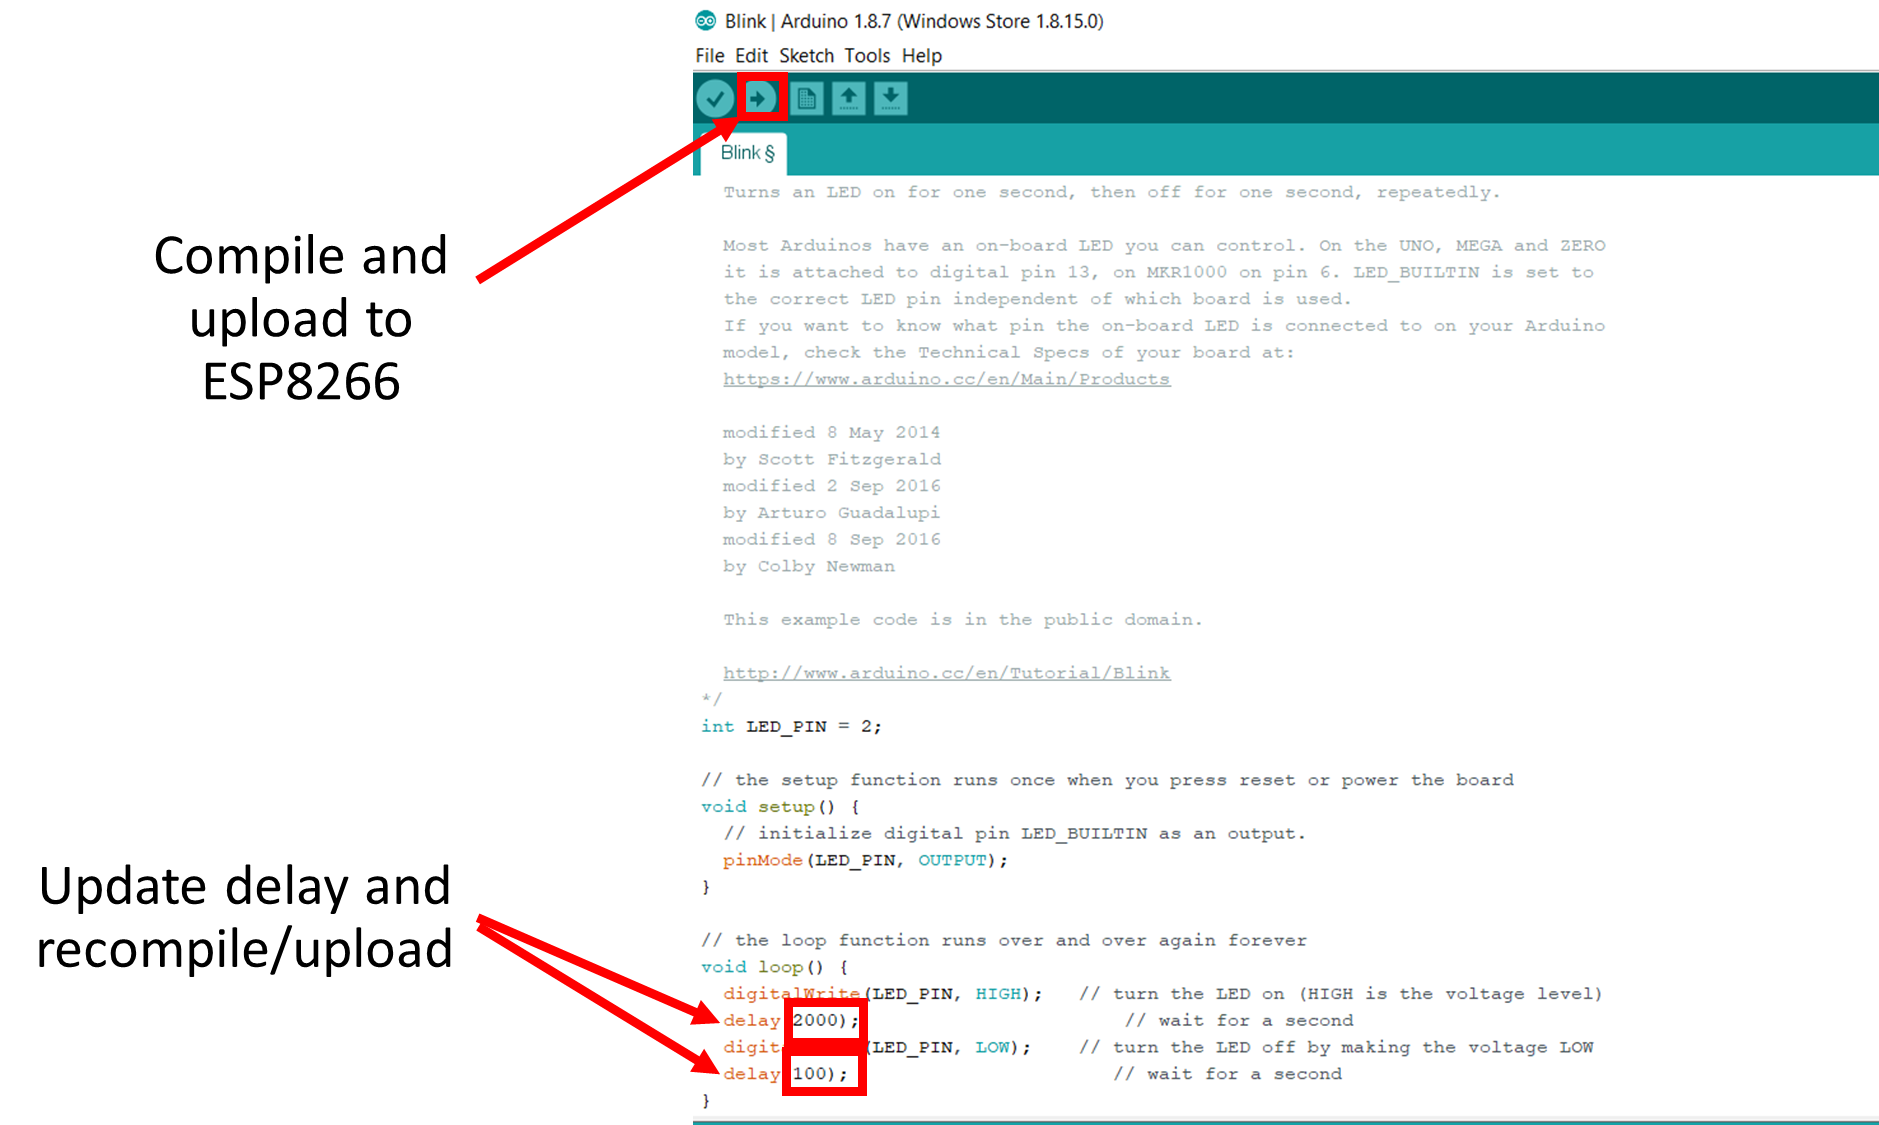 Blink | Arduino 1.8.7 (Windows Store 1.8.15.0)
File Edit Sketch Tools Help
Blink §
Turns an LED on for one second, then off for one second, repeatedly.
Most Arduinos have an on-board LED you can control. On the UNO, MEGA and ZERO
it is attached to digital pin 13, on MKR1000 on pin 6. LED_BUILTIN is set to
the correct LED pin independent of which board is used.
If you want to know what pin the on-board LED is connected to on your Arduino
model, check the Technical Specs of your board at:
https://www.arduino.cc/en/Main/Products
modified 8 May 2014
by Scott Fitzgerald
modified 2 Sep 2016
by Arturo Guadalupi
modified 8 Sep 2016
by Colby Newman
This example code is in the public domain.
http://www.arduino.cc/en/Tutorial/Blink
*/
int LED_PIN = 2;
// the setup function runs once when you press reset or power the board
void setup() {
// initialize digital pin LED_BUILTIN as an output.
pinMode(LED_PIN, OUTPUT);
}
// the loop function runs over and over again forever
void loop() {
digitalWrite(LED_PIN, HIGH); // turn the LED on (HIGH is the voltage level)
delay 2000); // wait for a second
digit (LED_PIN, LOW); // turn the LED off by making the voltage LOW
delay 100); // wait for a second
}
Compile and
upload to
ESP8266
Update delay and
recompile/upload